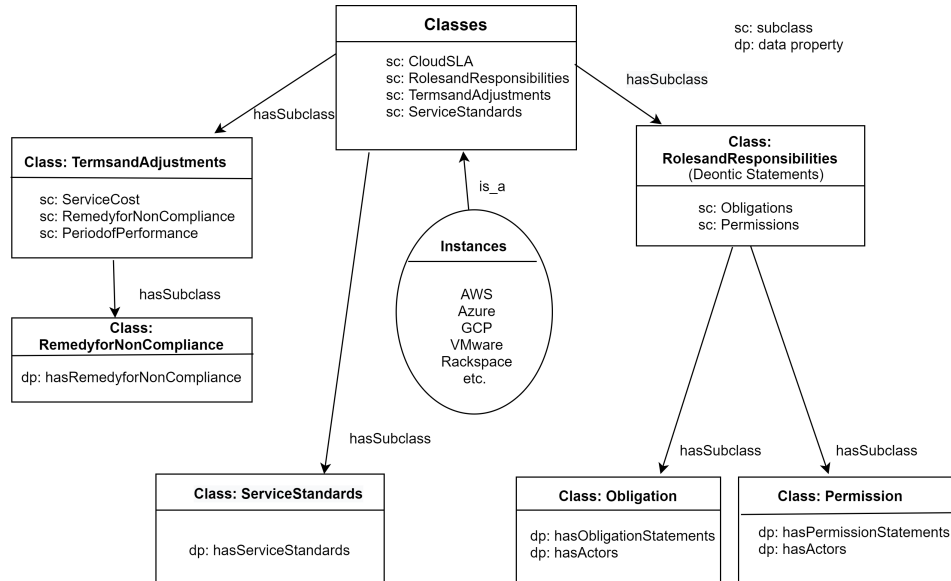 Classes
sc: CloudSLA
sc: RolesandResponsibilities
sc: TermsandAdjustments
sc: ServiceStandards
sc: subclass
dp: data property
hasSubclass
hasSubclass
Class: TermsandAdjustments
sc: ServiceCost
sc: RemedyforNonCompliance
sc: PeriodofPerformance
Class:
RolesandResponsibilities
(Deontic Statements)
sc: Obligations
sc: Permissions
is_a
Instances
AWS
Azure
GCP
VMware
Rackspace
etc.
hasSubclass
Class:
RemedyforNonCompliance
dp: hasRemedyforNonCompliance
hasSubclass
hasSubclass
hasSubclass
Class: ServiceStandards
dp: hasServiceStandards
Class: Obligation
dp: hasObligationStatements
dp: hasActors
Class: Permission
dp: hasPermissionStatements
dp: hasActors